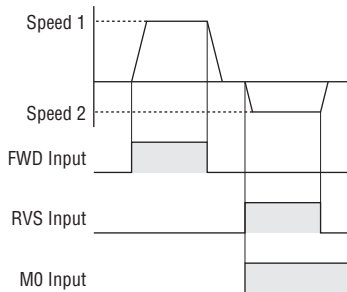 Speed 1
Speed 2
FWD Input
RVS Input
M0 Input